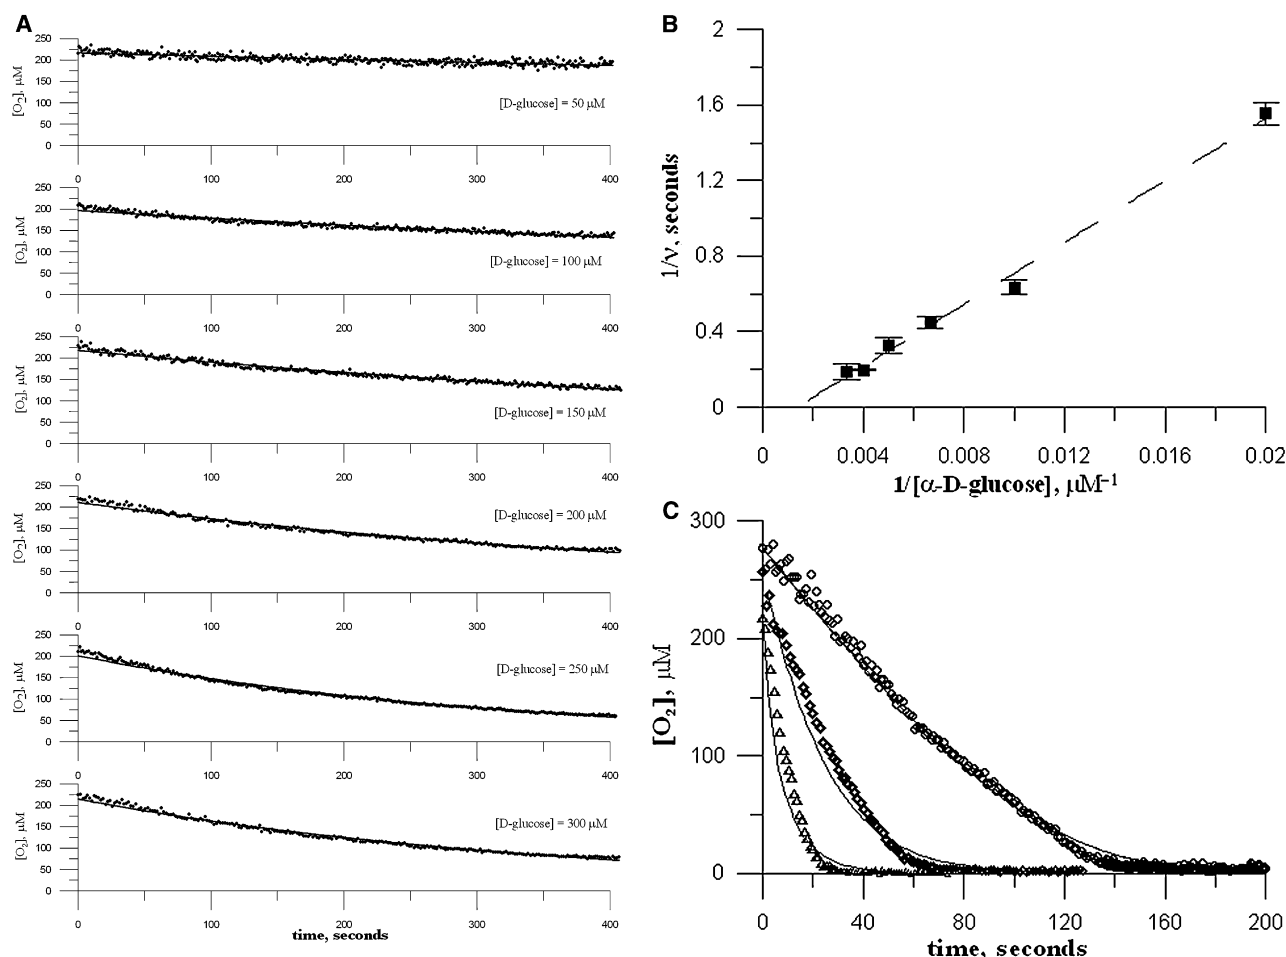 A
250
200
150
100
50
0
[O2], μM
[D-glucose] = 50 μM
0 100 200 300 400
250
200
150
100
50
0
[O2], μM
[D-glucose] = 100 μM
0 100 200 300 400
250
200
150
100
50
0
[O2], μM
[D-glucose] = 150 μM
0 100 200 300 400
250
200
150
100
50
0
[O2], μM
[D-glucose] = 200 μM
0 100 200 300 400
250
200
150
100
50
0
[O2], μM
[D-glucose] = 250 μM
0 100 200 300 400
250
200
150
100
50
0
[O2], μM
[D-glucose] = 300 μM
0 100 200 300 400
time, seconds
B
2
1.6
1.2
0.8
0.4
0
1/ν, seconds
0 0.004 0.008 0.012 0.016 0.02
1/[α-D-glucose], μM⁻¹
C
300
200
100
0
[O₂], μM
0 40 80 120 160 200
time, seconds